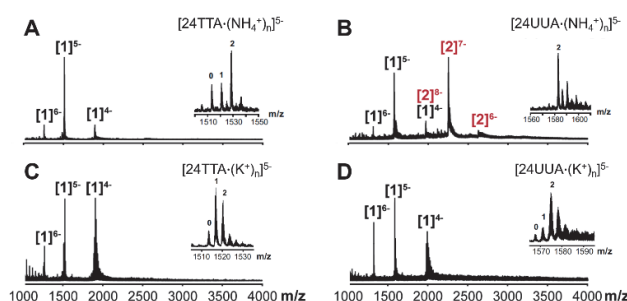 A
[24TTA·(NH₄⁺)n]⁵⁻
[1]⁵⁻
[1]⁶⁻
[1]⁴⁻
0
1
2
m/z
1510
1530
1550
B
[24UUA·(NH₄⁺)n]⁵⁻
[2]⁷⁻
[1]⁵⁻
[2]⁸⁻
[1]⁶⁻
[1]⁴⁻
[2]⁶⁻
2
m/z
1560
1580
1600
C
[24TTA·(K⁺)n]⁵⁻
[1]⁵⁻
[1]⁴⁻
[1]⁶⁻
0
1
2
1510
1520
1530
m/z
1000 1500 2000 2500 3000 3500 4000 m/z
D
[24UUA·(K⁺)n]⁵⁻
[1]⁵⁻
[1]⁶⁻
[1]⁴⁻
0
1
2
1570
1580
1590
m/z
1000 1500 2000 2500 3000 3500 4000 m/z